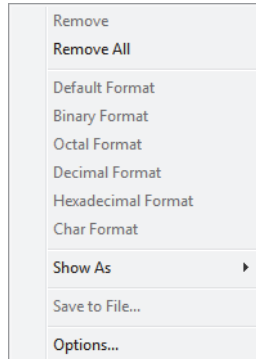 Remove
Remove All
Default Format
Binary Format
Octal Format
Decimal Format
Hexadecimal Format
Char Format
Show As
Save to File...
Options...